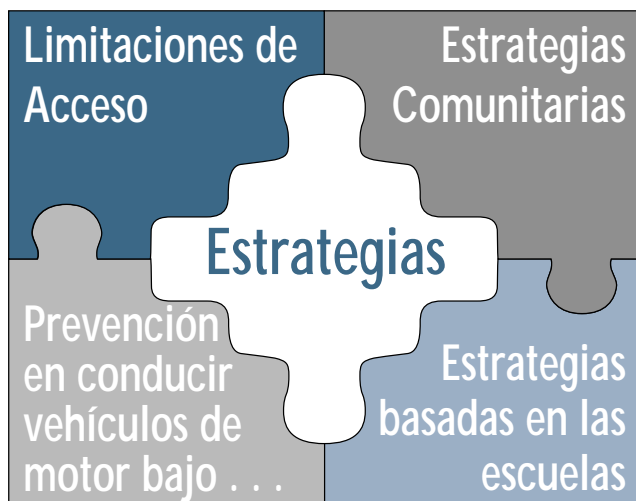 Limitaciones de
Acceso
Estrategias
Comunitarias
Estrategias
Prevención
en conducir
vehículos de
motor bajo . . .
Estrategias
basadas en las
escuelas